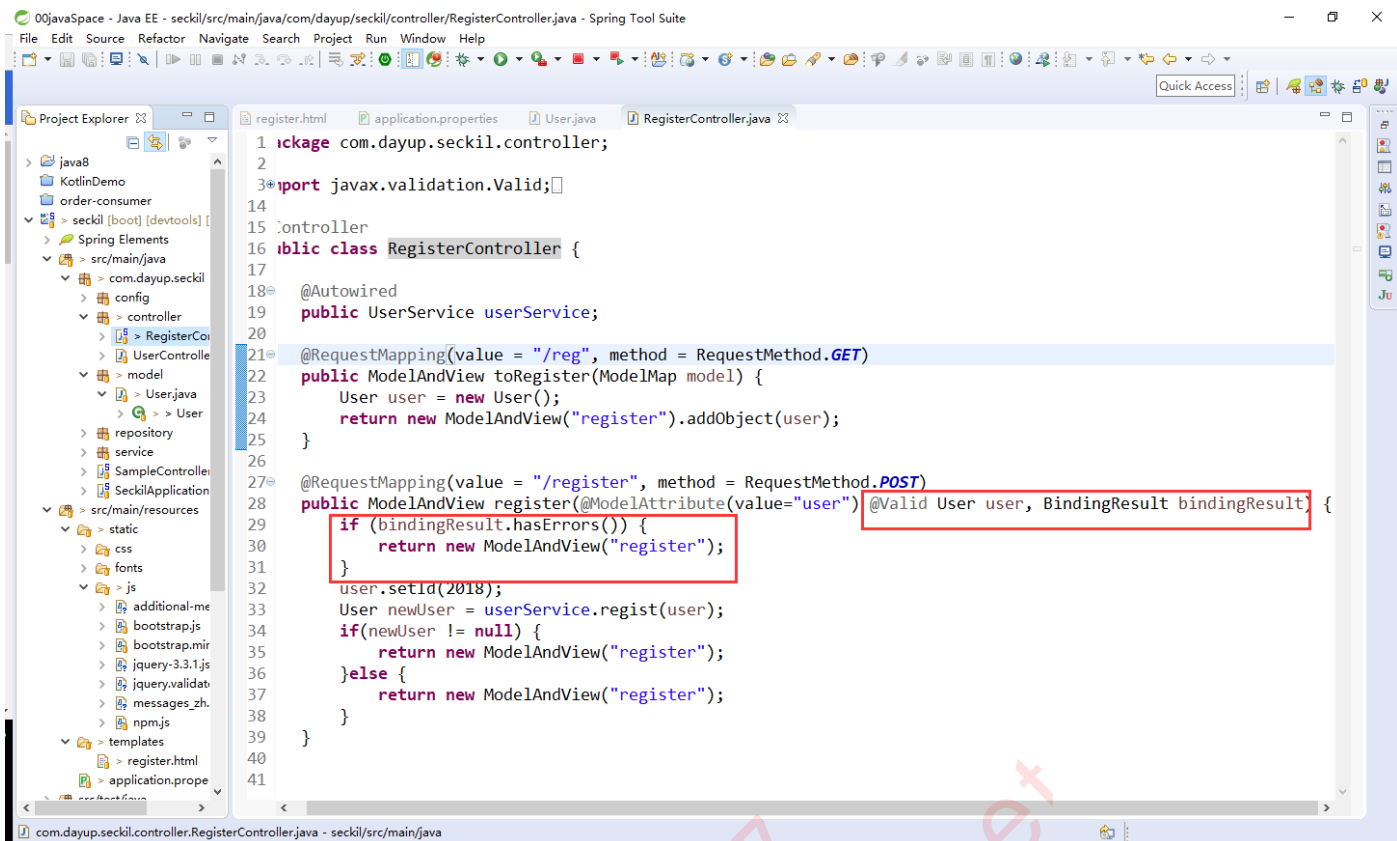 00javaSpace - Java EE - seckil/src/main/java/com/dayup/seckil/controller/RegisterController.java - Spring Tool Suite
File Edit Source Refactor Navigate Search Project Run Window Help
Quick Access
Project Explorer
register.html application.properties User.java RegisterController.java
java8
KotlinDemo
order-consumer
> seckil [boot] [devtools] [
Spring Elements
> src/main/java
> com.dayup.seckil
config
> controller
> RegisterCo
UserControlle
> model
> User.java
> > User
repository
service
SampleController
SeckilApplication
> src/main/resources
> static
css
fonts
> js
additional-me
bootstrap.js
bootstrap.mir
jquery-3.3.1.js
jquery.validat
messages_zh.
npm.js
> templates
> register.html
> application.prope
src/test/java
1 ackage com.dayup.seckil.controller;
2
3 mport javax.validation.Valid;
14
15 Controller
16 ublic class RegisterController {
17
18 @Autowired
19 public UserService userService;
20
21 @RequestMapping(value = "/reg", method = RequestMethod.GET)
22 public ModelAndView toRegister(ModelMap model) {
23 User user = new User();
24 return new ModelAndView("register").addObject(user);
25 }
26
27 @RequestMapping(value = "/register", method = RequestMethod.POST)
28 public ModelAndView register(@ModelAttribute(value="user") @Valid User user, BindingResult bindingResult) {
29 if (bindingResult.hasErrors()) {
30 return new ModelAndView("register");
31 }
32 user.setId(2018);
33 User newUser = userService.regist(user);
34 if(newUser != null) {
35 return new ModelAndView("register");
36 }else {
37 return new ModelAndView("register");
38 }
39 }
40
41
com.dayup.seckil.controller.RegisterController.java - seckil/src/main/java
Ju
et